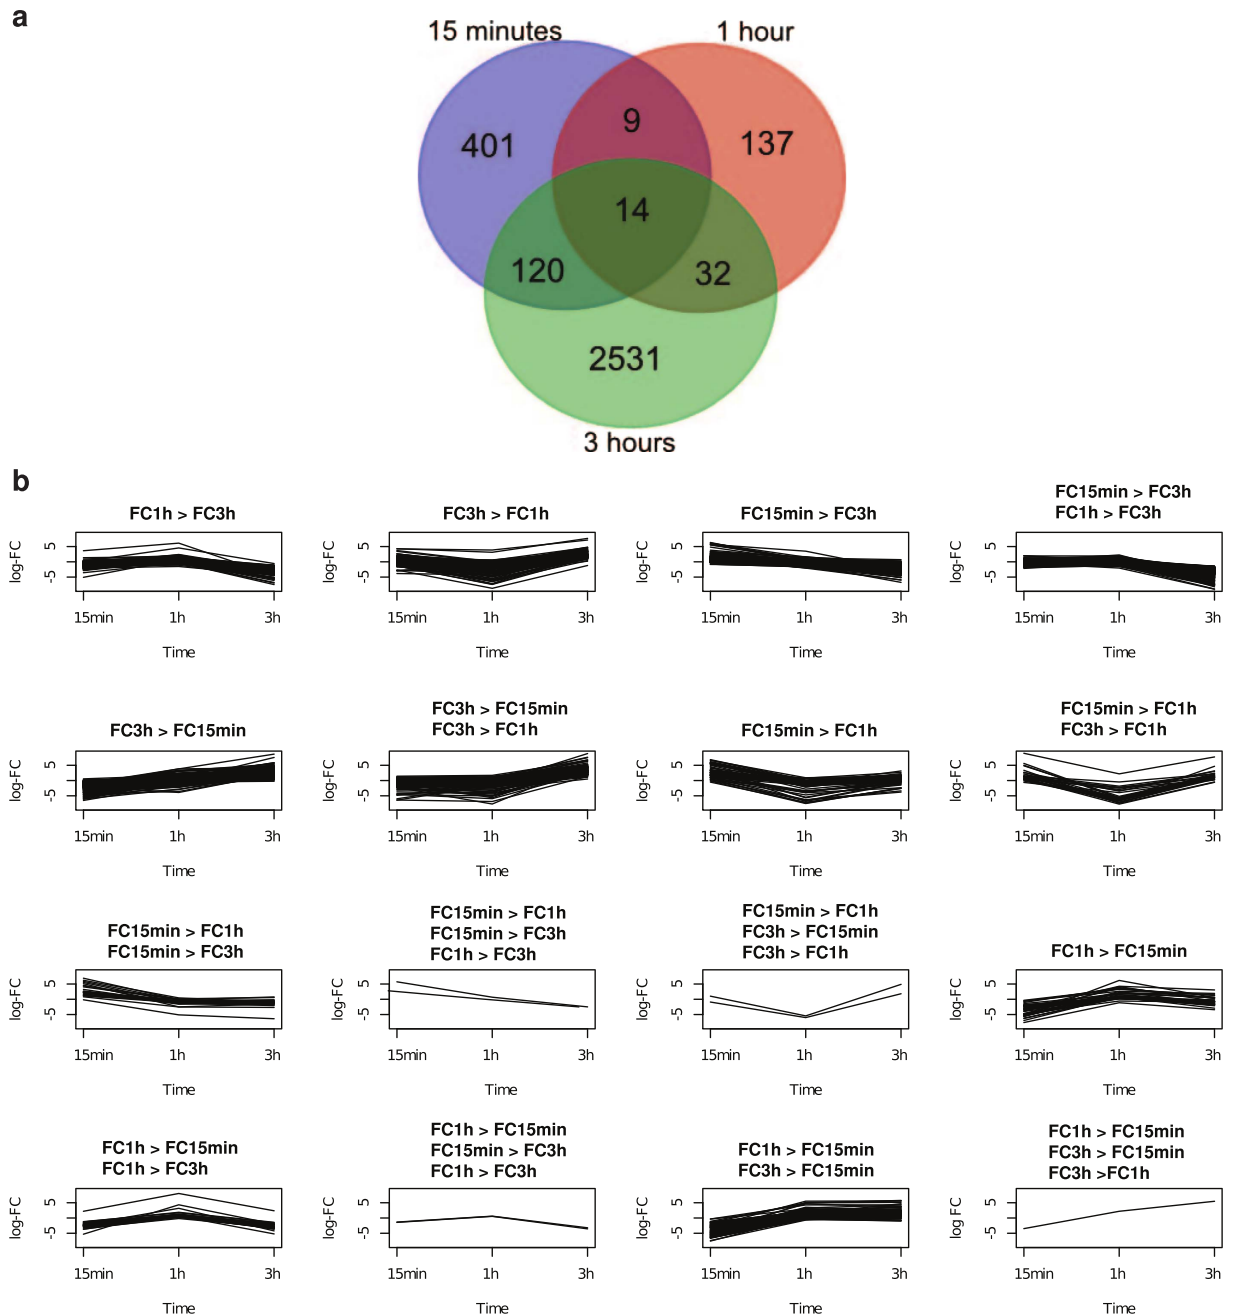 a
15 minutes
1 hour
401
9
137
14
120
32
2531
3 hours
b
FC1h > FC3h
log-FC
5
-5
15min 1h 3h
Time
FC3h > FC1h
log-FC
5
-5
15min 1h 3h
Time
FC15min > FC3h
log-FC
5
-5
15min 1h 3h
Time
FC15min > FC3h
FC1h > FC3h
log-FC
5
-5
15min 1h 3h
Time
FC3h > FC15min
log-FC
5
-5
15min 1h 3h
Time
FC3h > FC15min
FC3h > FC1h
log-FC
5
-5
15min 1h 3h
Time
FC15min > FC1h
log-FC
5
-5
15min 1h 3h
Time
FC15min > FC1h
FC3h > FC1h
log-FC
5
-5
15min 1h 3h
Time
FC15min > FC1h
FC15min > FC3h
log-FC
5
-5
15min 1h 3h
Time
FC15min > FC1h
FC15min > FC3h
FC1h > FC3h
log-FC
5
-5
15min 1h 3h
Time
FC15min > FC1h
FC3h > FC15min
FC3h > FC1h
log-FC
5
-5
15min 1h 3h
Time
FC1h > FC15min
log-FC
5
-5
15min 1h 3h
Time
FC1h > FC15min
FC1h > FC3h
log-FC
5
-5
15min 1h 3h
Time
FC1h > FC15min
FC15min > FC3h
FC1h > FC3h
log-FC
5
-5
15min 1h 3h
Time
FC1h > FC15min
FC3h > FC15min
log-FC
5
-5
15min 1h 3h
Time
FC1h > FC15min
FC3h > FC15min
FC3h >FC1h
log FC
5
-5
15min 1h 3h
Time